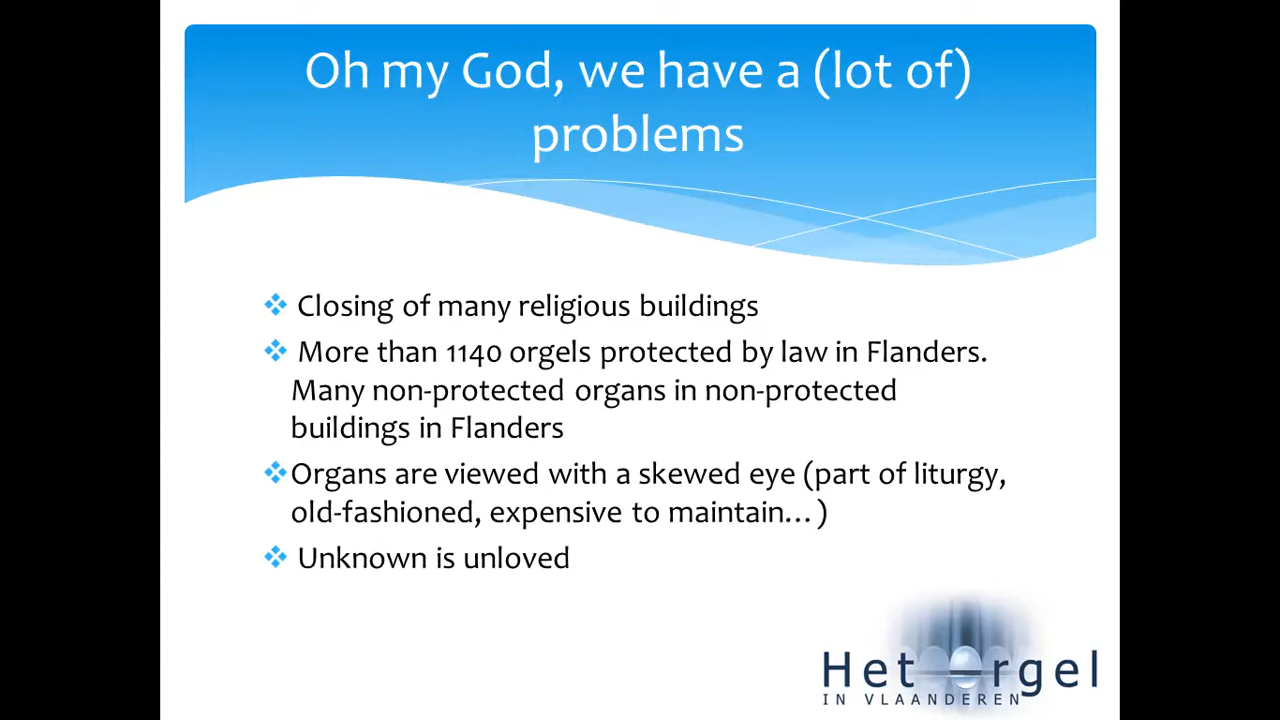 Oh my God, we have a (lot of)
problems
Closing of many religious buildings
More than 1140 orgels protected by law in Flanders.
Many non-protected organs in non-protected
buildings in Flanders
Organs are viewed with a skewed eye (part of liturgy,
old-fashioned, expensive to maintain…)
Unknown is unloved
Het Orgel
IN VLAANDEREN